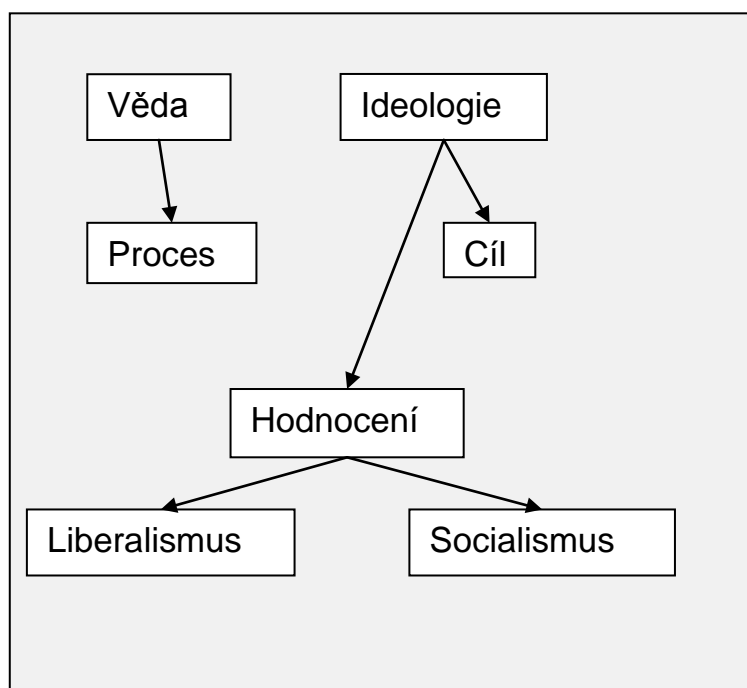 Věda
Ideologie
Proces
Cíl
Hodnocení
Liberalismus
Socialismus